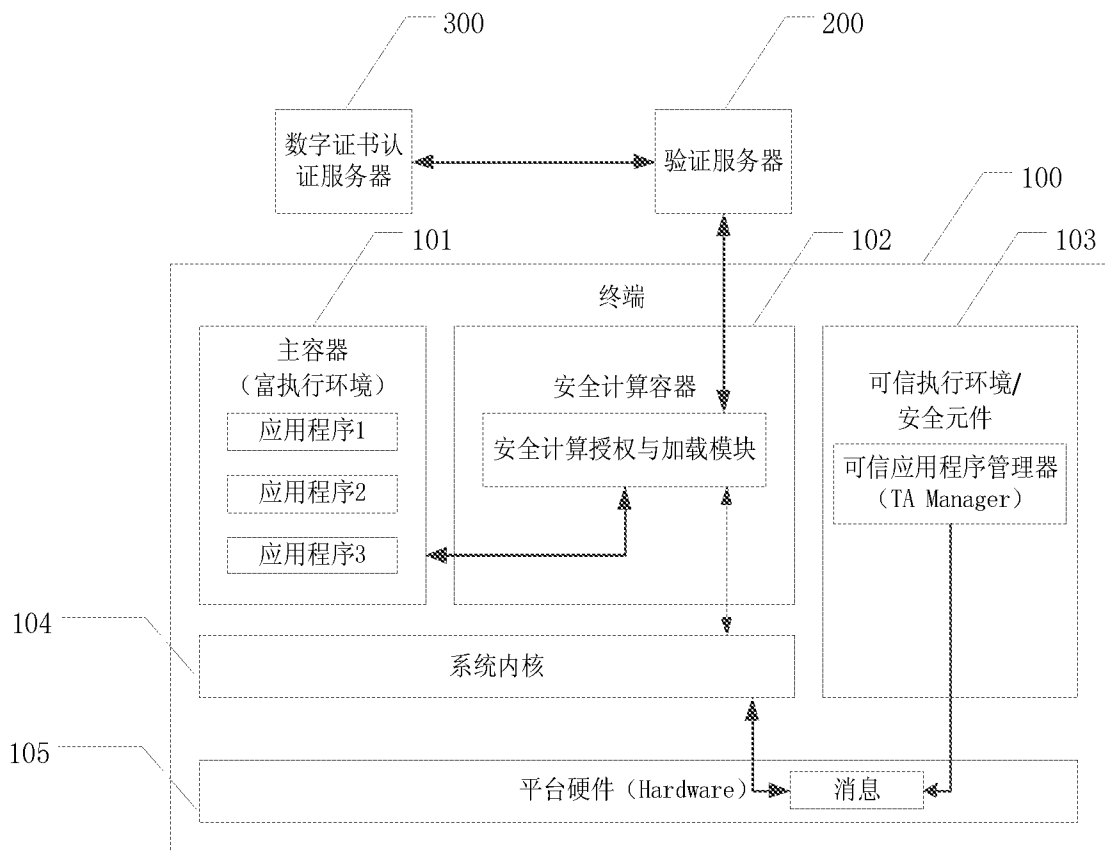 300
200
数字证书认
证服务器
验证服务器
100
101
102
103
终端
主容器
（富执行环境）
应用程序1
应用程序2
应用程序3
安全计算容器
安全计算授权与加载模块
可信执行环境/
安全元件
可信应用程序管理器
（TA Manager）
104
系统内核
105
平台硬件（Hardware）
消息